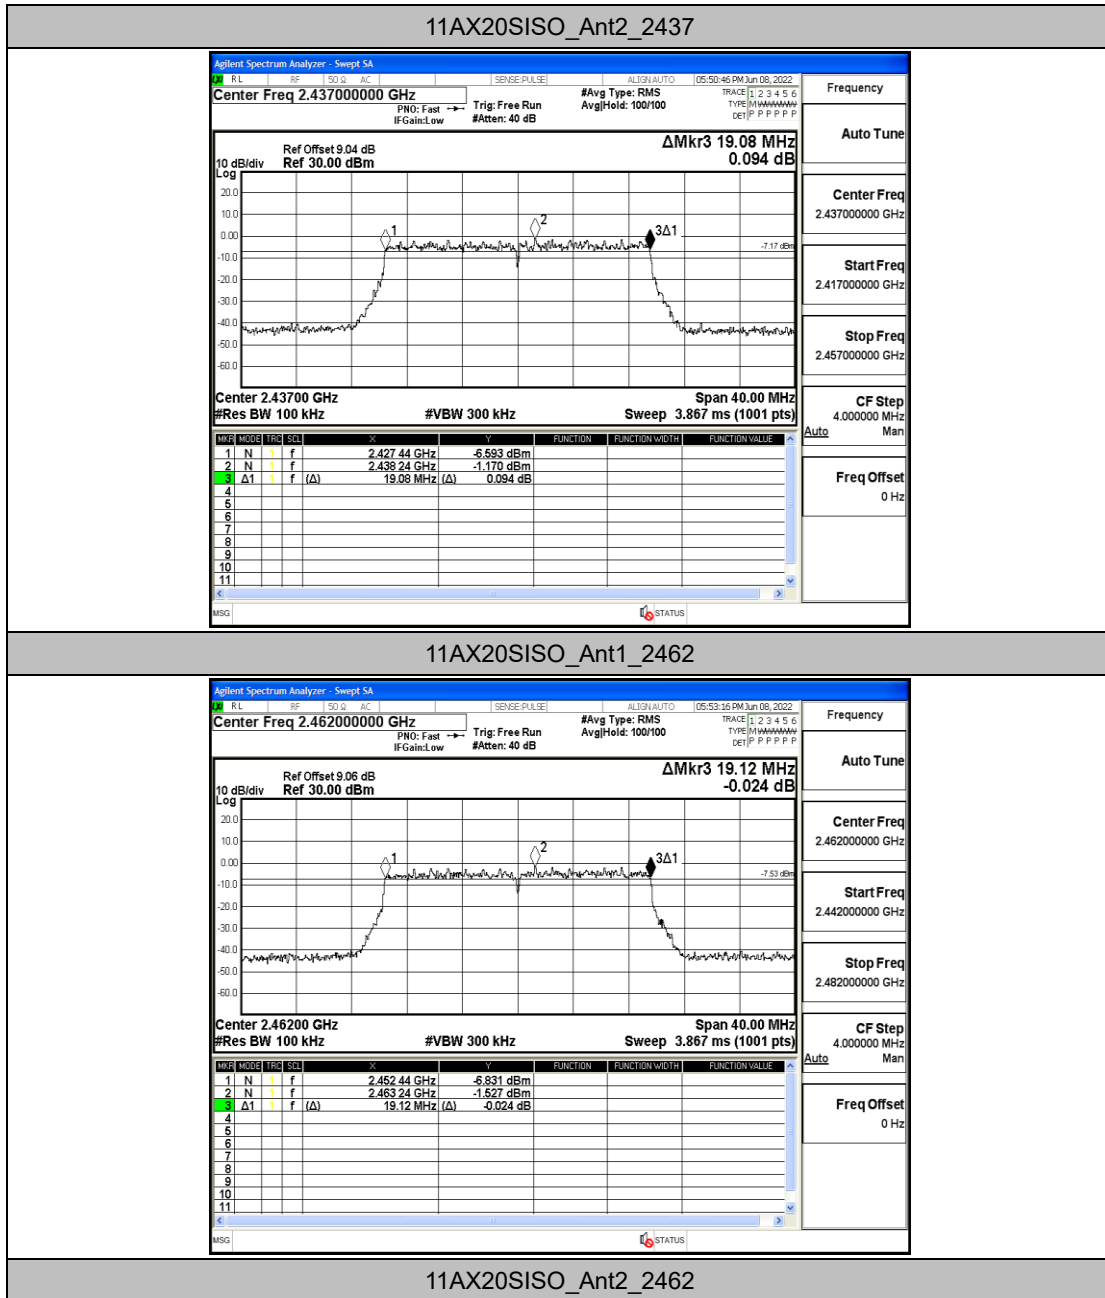 11AX20SISO_Ant2_2437
Agilent Spectrum Analyzer - Swept SA
RL RF 50 Ω AC SENSE:PULSE ALIGN AUTO 05:50:46 PM Jun 08, 2022
Center Freq 2.437000000 GHz
PNO: Fast
IFGain:Low
Trig: Free Run
#Atten: 40 dB
#Avg Type: RMS
Avg|Hold: 100/100
TRACE 1 2 3 4 5 6
TYPE M
DET P P P P P P
Frequency
Auto Tune
Center Freq
2.437000000 GHz
Start Freq
2.417000000 GHz
Stop Freq
2.457000000 GHz
CF Step
4.000000 MHz
Auto Man
Freq Offset
0 Hz
ΔMkr3 19.08 MHz
0.094 dB
Ref Offset 9.04 dB
10 dB/div Ref 30.00 dBm
Log
20.0
10.0
0.00
-10.0
-20.0
-30.0
-40.0
-50.0
-60.0
1
2
3Δ1
-7.17 dBm
Center 2.43700 GHz Span 40.00 MHz
#Res BW 100 kHz #VBW 300 kHz Sweep 3.867 ms (1001 pts)
MKR MODE TRC SCL X Y FUNCTION FUNCTION WIDTH FUNCTION VALUE
1 N 1 f 2.427 44 GHz -6.593 dBm
2 N 1 f 2.438 24 GHz -1.170 dBm
3 Δ1 1 f (Δ) 19.08 MHz (Δ) 0.094 dB
4
5
6
7
8
9
10
11
MSG STATUS
11AX20SISO_Ant1_2462
Agilent Spectrum Analyzer - Swept SA
RL RF 50 Ω AC SENSE:PULSE ALIGN AUTO 05:53:16 PM Jun 08, 2022
Center Freq 2.462000000 GHz
PNO: Fast
IFGain:Low
Trig: Free Run
#Atten: 40 dB
#Avg Type: RMS
Avg|Hold: 100/100
TRACE 1 2 3 4 5 6
TYPE M
DET P P P P P P
Frequency
Auto Tune
Center Freq
2.462000000 GHz
Start Freq
2.442000000 GHz
Stop Freq
2.482000000 GHz
CF Step
4.000000 MHz
Auto Man
Freq Offset
0 Hz
ΔMkr3 19.12 MHz
-0.024 dB
Ref Offset 9.06 dB
10 dB/div Ref 30.00 dBm
Log
20.0
10.0
0.00
-10.0
-20.0
-30.0
-40.0
-50.0
-60.0
1
2
3Δ1
-7.53 dBm
Center 2.46200 GHz Span 40.00 MHz
#Res BW 100 kHz #VBW 300 kHz Sweep 3.867 ms (1001 pts)
MKR MODE TRC SCL X Y FUNCTION FUNCTION WIDTH FUNCTION VALUE
1 N 1 f 2.452 44 GHz -6.831 dBm
2 N 1 f 2.463 24 GHz -1.527 dBm
3 Δ1 1 f (Δ) 19.12 MHz (Δ) -0.024 dB
4
5
6
7
8
9
10
11
MSG STATUS
11AX20SISO_Ant2_2462